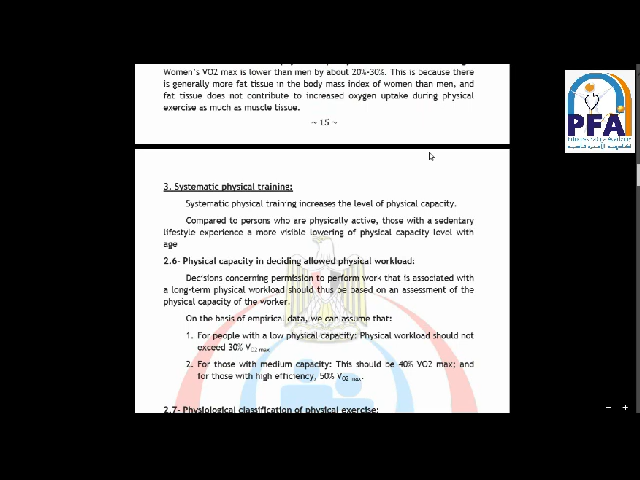 Women's VO2 max is lower than men by about 20%-30%. This is because there
is generally more fat tissue in the body mass index of women than men, and
fat tissue does not contribute to increased oxygen uptake during physical
exercise as much as muscle tissue.
~ 15 ~
3. Systematic physical training:
Systematic physical training increases the level of physical capacity.
Compared to persons who are physically active, those with a sedentary
lifestyle experience a more visible lowering of physical capacity level with
age
2.6- Physical capacity in deciding allowed physical workload:
Decisions concerning permission to perform work that is associated with
a long-term physical workload should thus be based on an assessment of the
physical capacity of the worker.
On the basis of empirical data, we can assume that:
1. For people with a low physical capacity: Physical workload should not
exceed 30% VO2 max
2. For those with medium capacity: This should be 40% VO2 max; and
for those with high efficiency, 50% VO2 max.
2.7- Physiological classification of physical exercise:
PFA